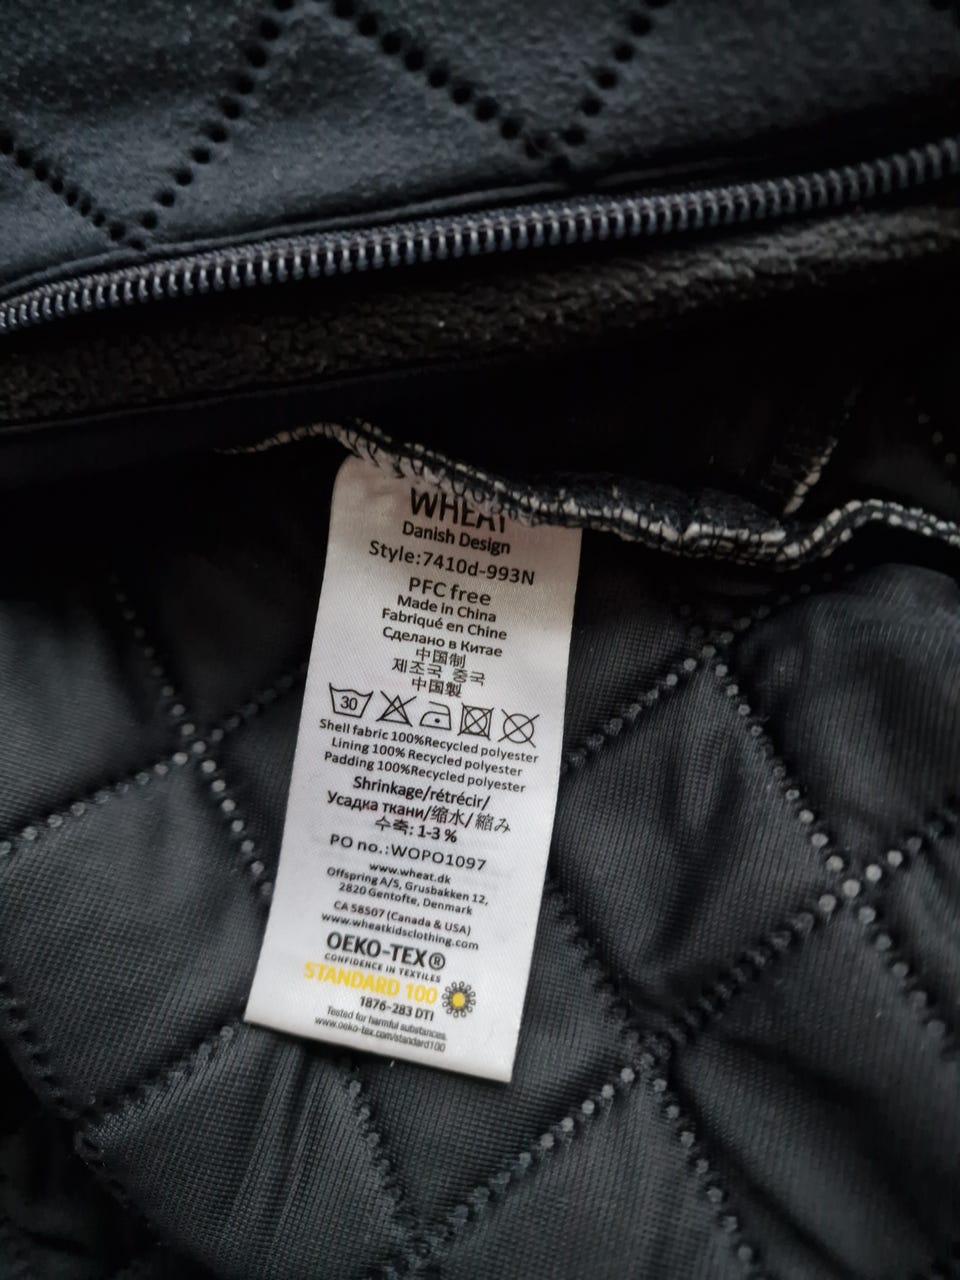 WHEAT
Danish Design
Style:7410d-993N
PFC free
Made in China
Fabriqué en Chine
Сделано в Китае
中国制
제조국 중국
中国製
30
Shell fabric 100%Recycled polyester
Lining 100% Recycled polyester
Padding 100%Recycled polyester
Shrinkage/rétrécir/
Усадка ткани/缩水/縮み
수축: 1-3 %
PO no.:WOPO1097
www.wheat.dk
Offspring A/S, Grusbakken 12,
2820 Gentofte, Denmark
CA 58507 (Canada & USA)
www.wheatkidsclothing.com
OEKO-TEX®
CONFIDENCE IN TEXTILES
STANDARD 100
1876-283 DTI
Tested for harmful substances.
www.oeko-tex.com/standard100